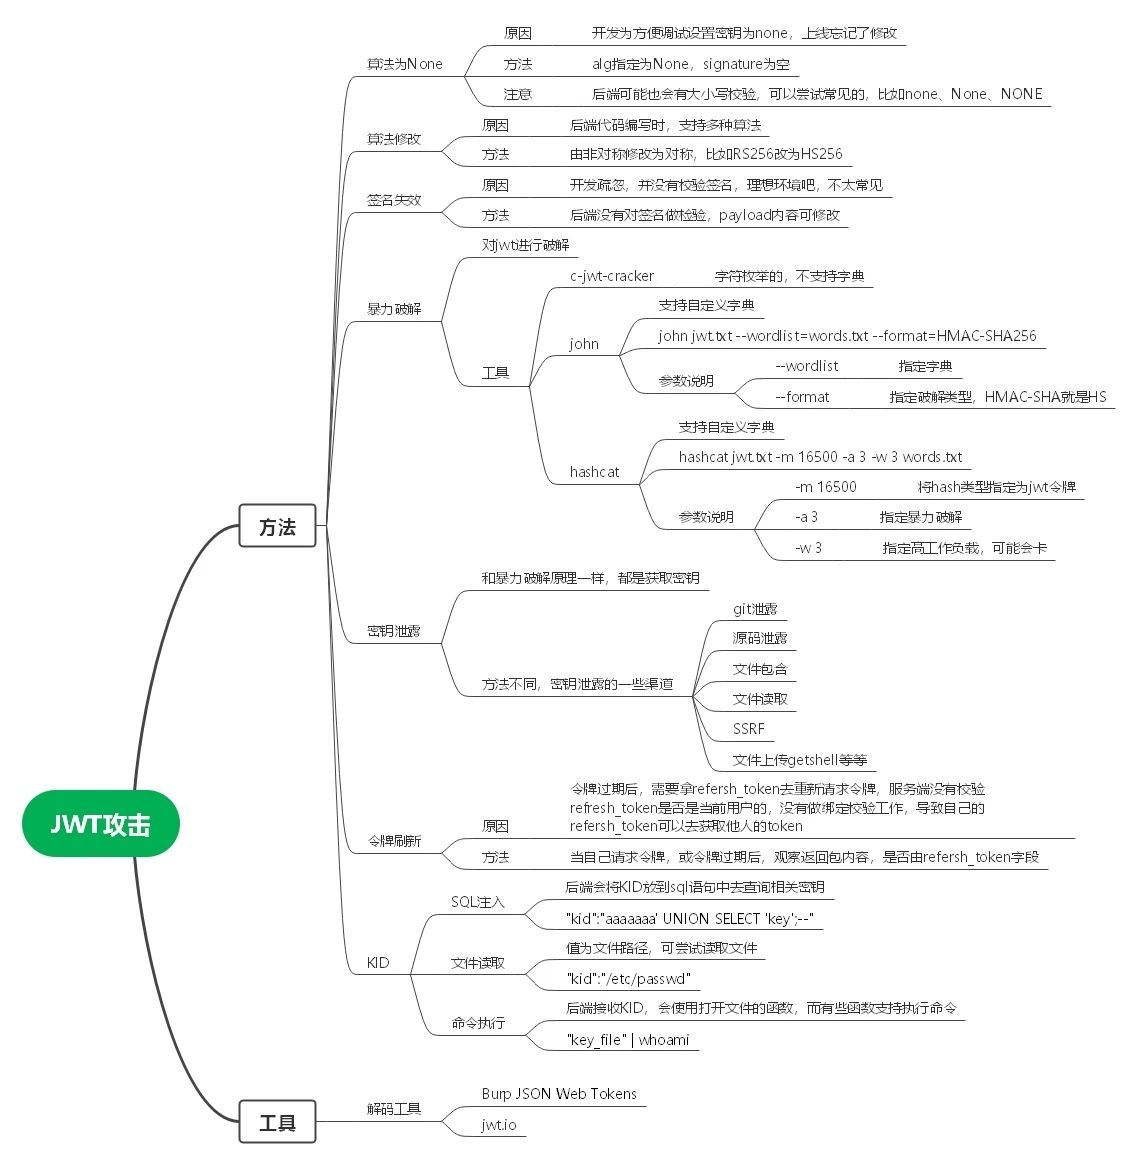 JWT攻击
方法
算法为None
原因
开发为方便调试设置密钥为none，上线忘记了修改
方法
alg指定为None，signature为空
注意
后端可能也会有大小写校验，可以尝试常见的，比如none、None、NONE
算法修改
原因
后端代码编写时，支持多种算法
方法
由非对称修改为对称，比如RS256改为HS256
签名失效
原因
开发疏忽，并没有校验签名，理想环境吧，不太常见
方法
后端没有对签名做检验，payload内容可修改
暴力破解
对jwt进行破解
工具
c-jwt-cracker
字符枚举的，不支持字典
john
支持自定义字典
john jwt.txt --wordlist=words.txt --format=HMAC-SHA256
参数说明
--wordlist
指定字典
--format
指定破解类型，HMAC-SHA就是HS
hashcat
支持自定义字典
hashcat jwt.txt -m 16500 -a 3 -w 3 words.txt
参数说明
-m 16500
将hash类型指定为jwt令牌
-a 3
指定暴力破解
-w 3
指定高工作负载，可能会卡
密钥泄露
和暴力破解原理一样，都是获取密钥
方法不同，密钥泄露的一些渠道
git泄露
源码泄露
文件包含
文件读取
SSRF
文件上传getshell等等
令牌刷新
原因
令牌过期后，需要拿refersh_token去重新请求令牌，服务端没有校验
refresh_token是否是当前用户的，没有做绑定校验工作，导致自己的
refersh_token可以去获取他人的token
方法
当自己请求令牌，或令牌过期后，观察返回包内容，是否由refersh_token字段
KID
SQL注入
后端会将KID放到sql语句中去查询相关密钥
"kid":"aaaaaaa' UNION SELECT 'key';--"
文件读取
值为文件路径，可尝试读取文件
"kid":"/etc/passwd"
命令执行
后端接收KID，会使用打开文件的函数，而有些函数支持执行命令
"key_file" | whoami
工具
解码工具
Burp JSON Web Tokens
jwt.io